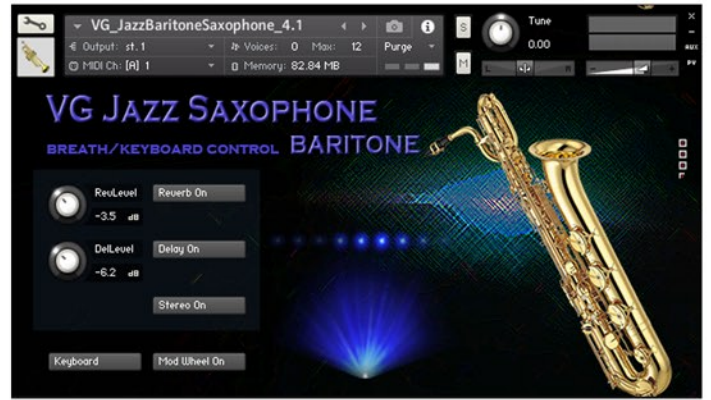 VG_JazzBaritoneSaxophone_4.1
Output: st.1 Voices: 0 Max: 12 Purge
MIDI Ch: [A] 1 Memory: 82.84 MB
S
M
Tune
0.00
L R
- +
×
-
AUX
PV
VG JAZZ SAXOPHONE
BREATH/KEYBOARD CONTROL BARITONE
RevLevel Reverb On
-3.5 dB
DelLevel Delay On
-6.2 dB
Stereo On
Keyboard Mod Wheel On